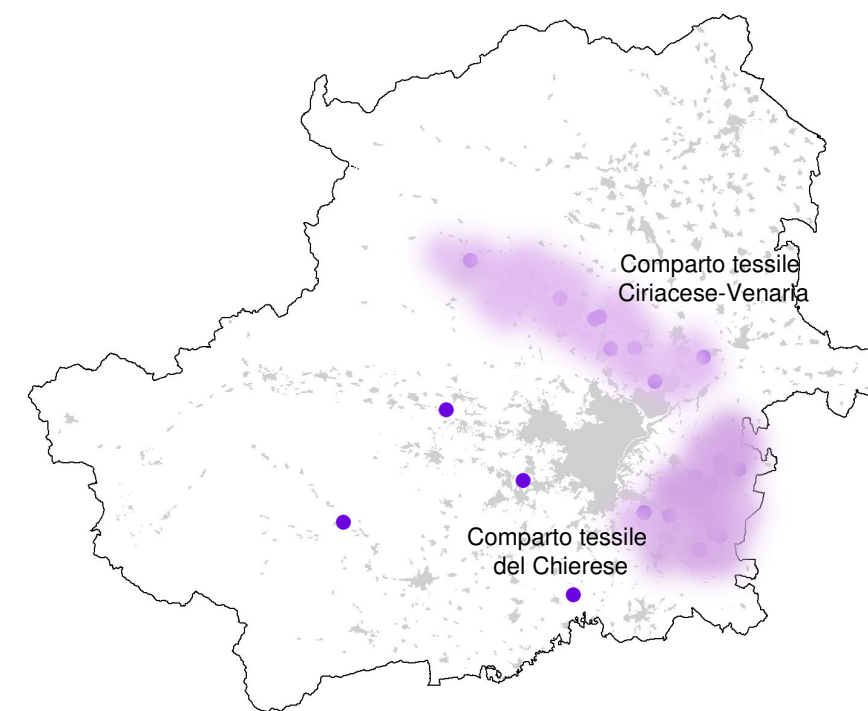 Comparto tessile
Ciriacese-Venaria
Comparto tessile
del Chierese